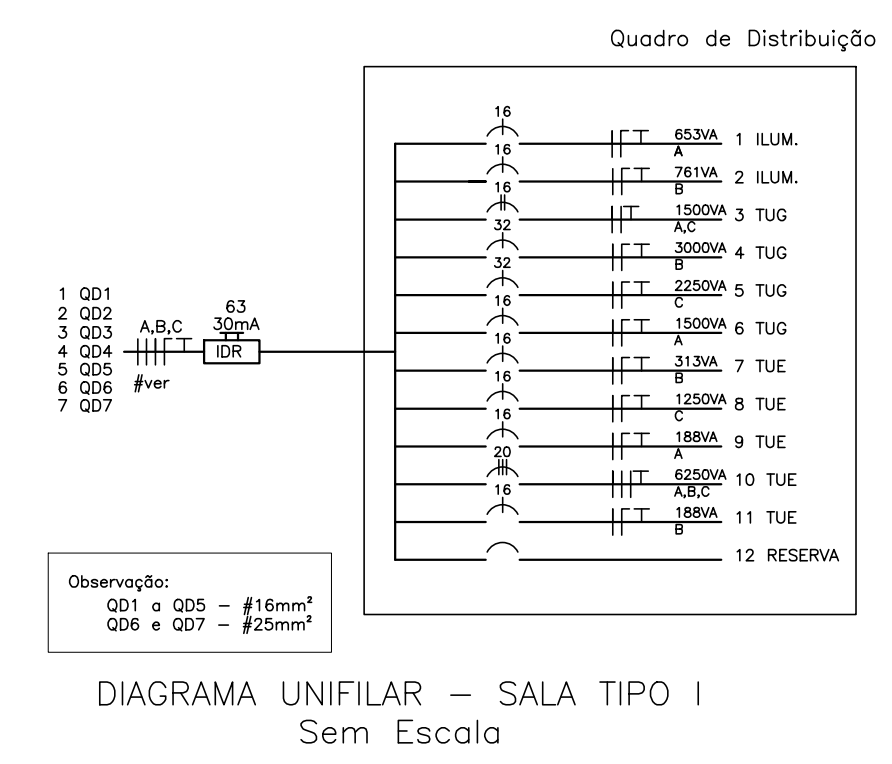 Quadro de Distribuição
16
653VA 1 ILUM.
A
16
761VA 2 ILUM.
B
16
1500VA 3 TUG
A,C
32
3000VA 4 TUG
B
32
2250VA 5 TUG
C
16
1500VA 6 TUG
A
16
313VA 7 TUE
B
16
1250VA 8 TUE
C
16
188VA 9 TUE
A
20
6250VA 10 TUE
A,B,C
16
188VA 11 TUE
B
12 RESERVA
1 QD1
2 QD2
3 QD3
4 QD4
5 QD5
6 QD6
7 QD7
A,B,C
#ver
63
30mA
IDR
Observação:
QD1 a QD5 – #16mm²
QD6 e QD7 – #25mm²
DIAGRAMA UNIFILAR – SALA TIPO I
Sem Escala